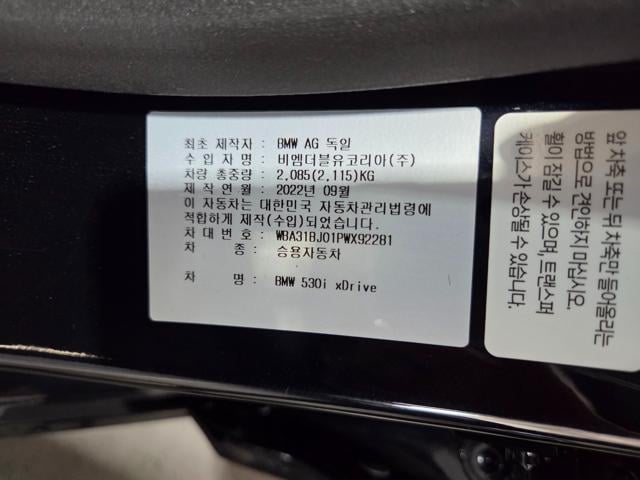 최초 제작자 : BMW AG 독일
수 입 자 명 : 비엠더블유코리아(주)
차량 총중량 : 2,085(2,115)KG
제 작 연 월 : 2022년 09월
이 자동차는 대한민국 자동차관리법령에
적합하게 제작(수입)되었습니다.
차 대 번 호 : WBA31BJ01PWX92281
차 종 : 승용자동차
차 명 : BMW 530i xDrive
앞 차축 또는 뒤 차축만 들어올리는
방법으로 견인하지 마십시오.
휠이 잠길 수 있으며, 트랜스퍼
케이스가 손상될 수 있습니다.